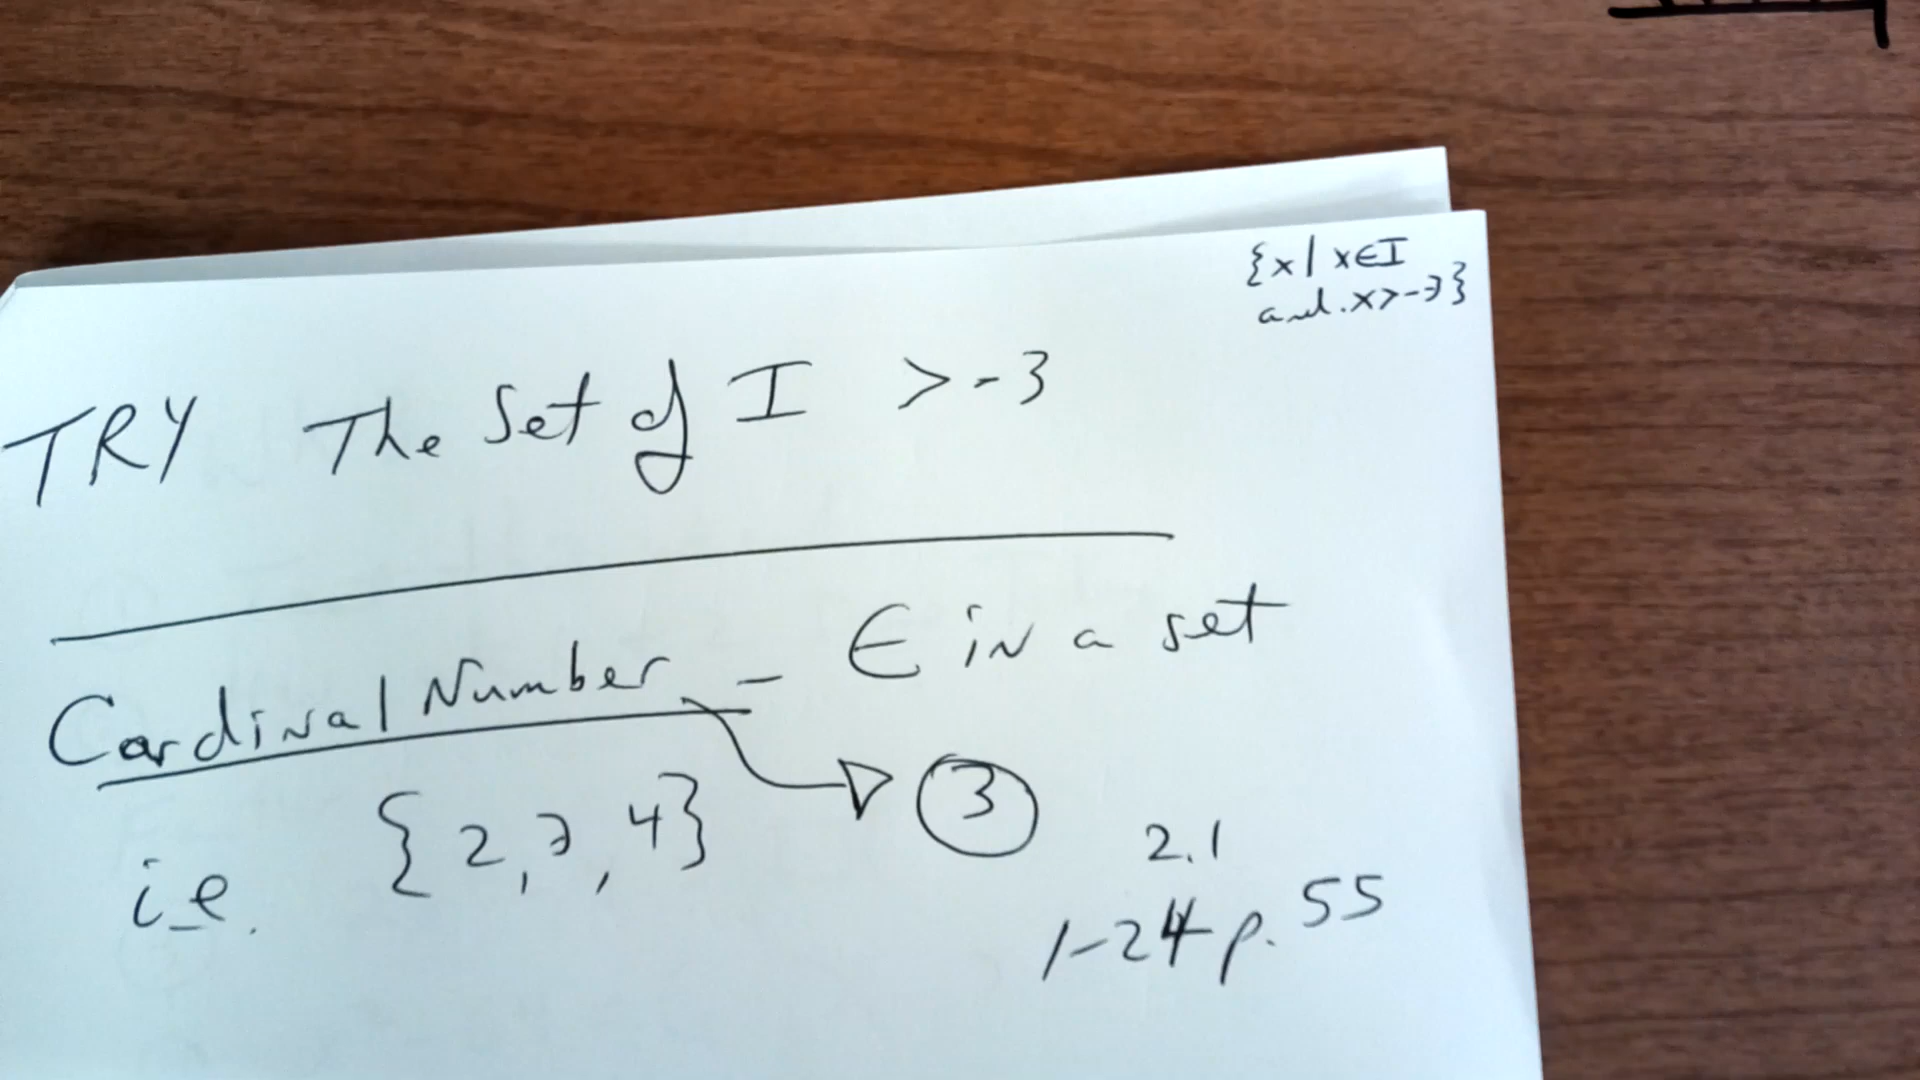 {x | x∈I
and x>-3}
TRY The Set of I > -3
Cardinal Number - ∈ in a set
i.e. {2,3,4} 3
2.1
1-24 p. 55